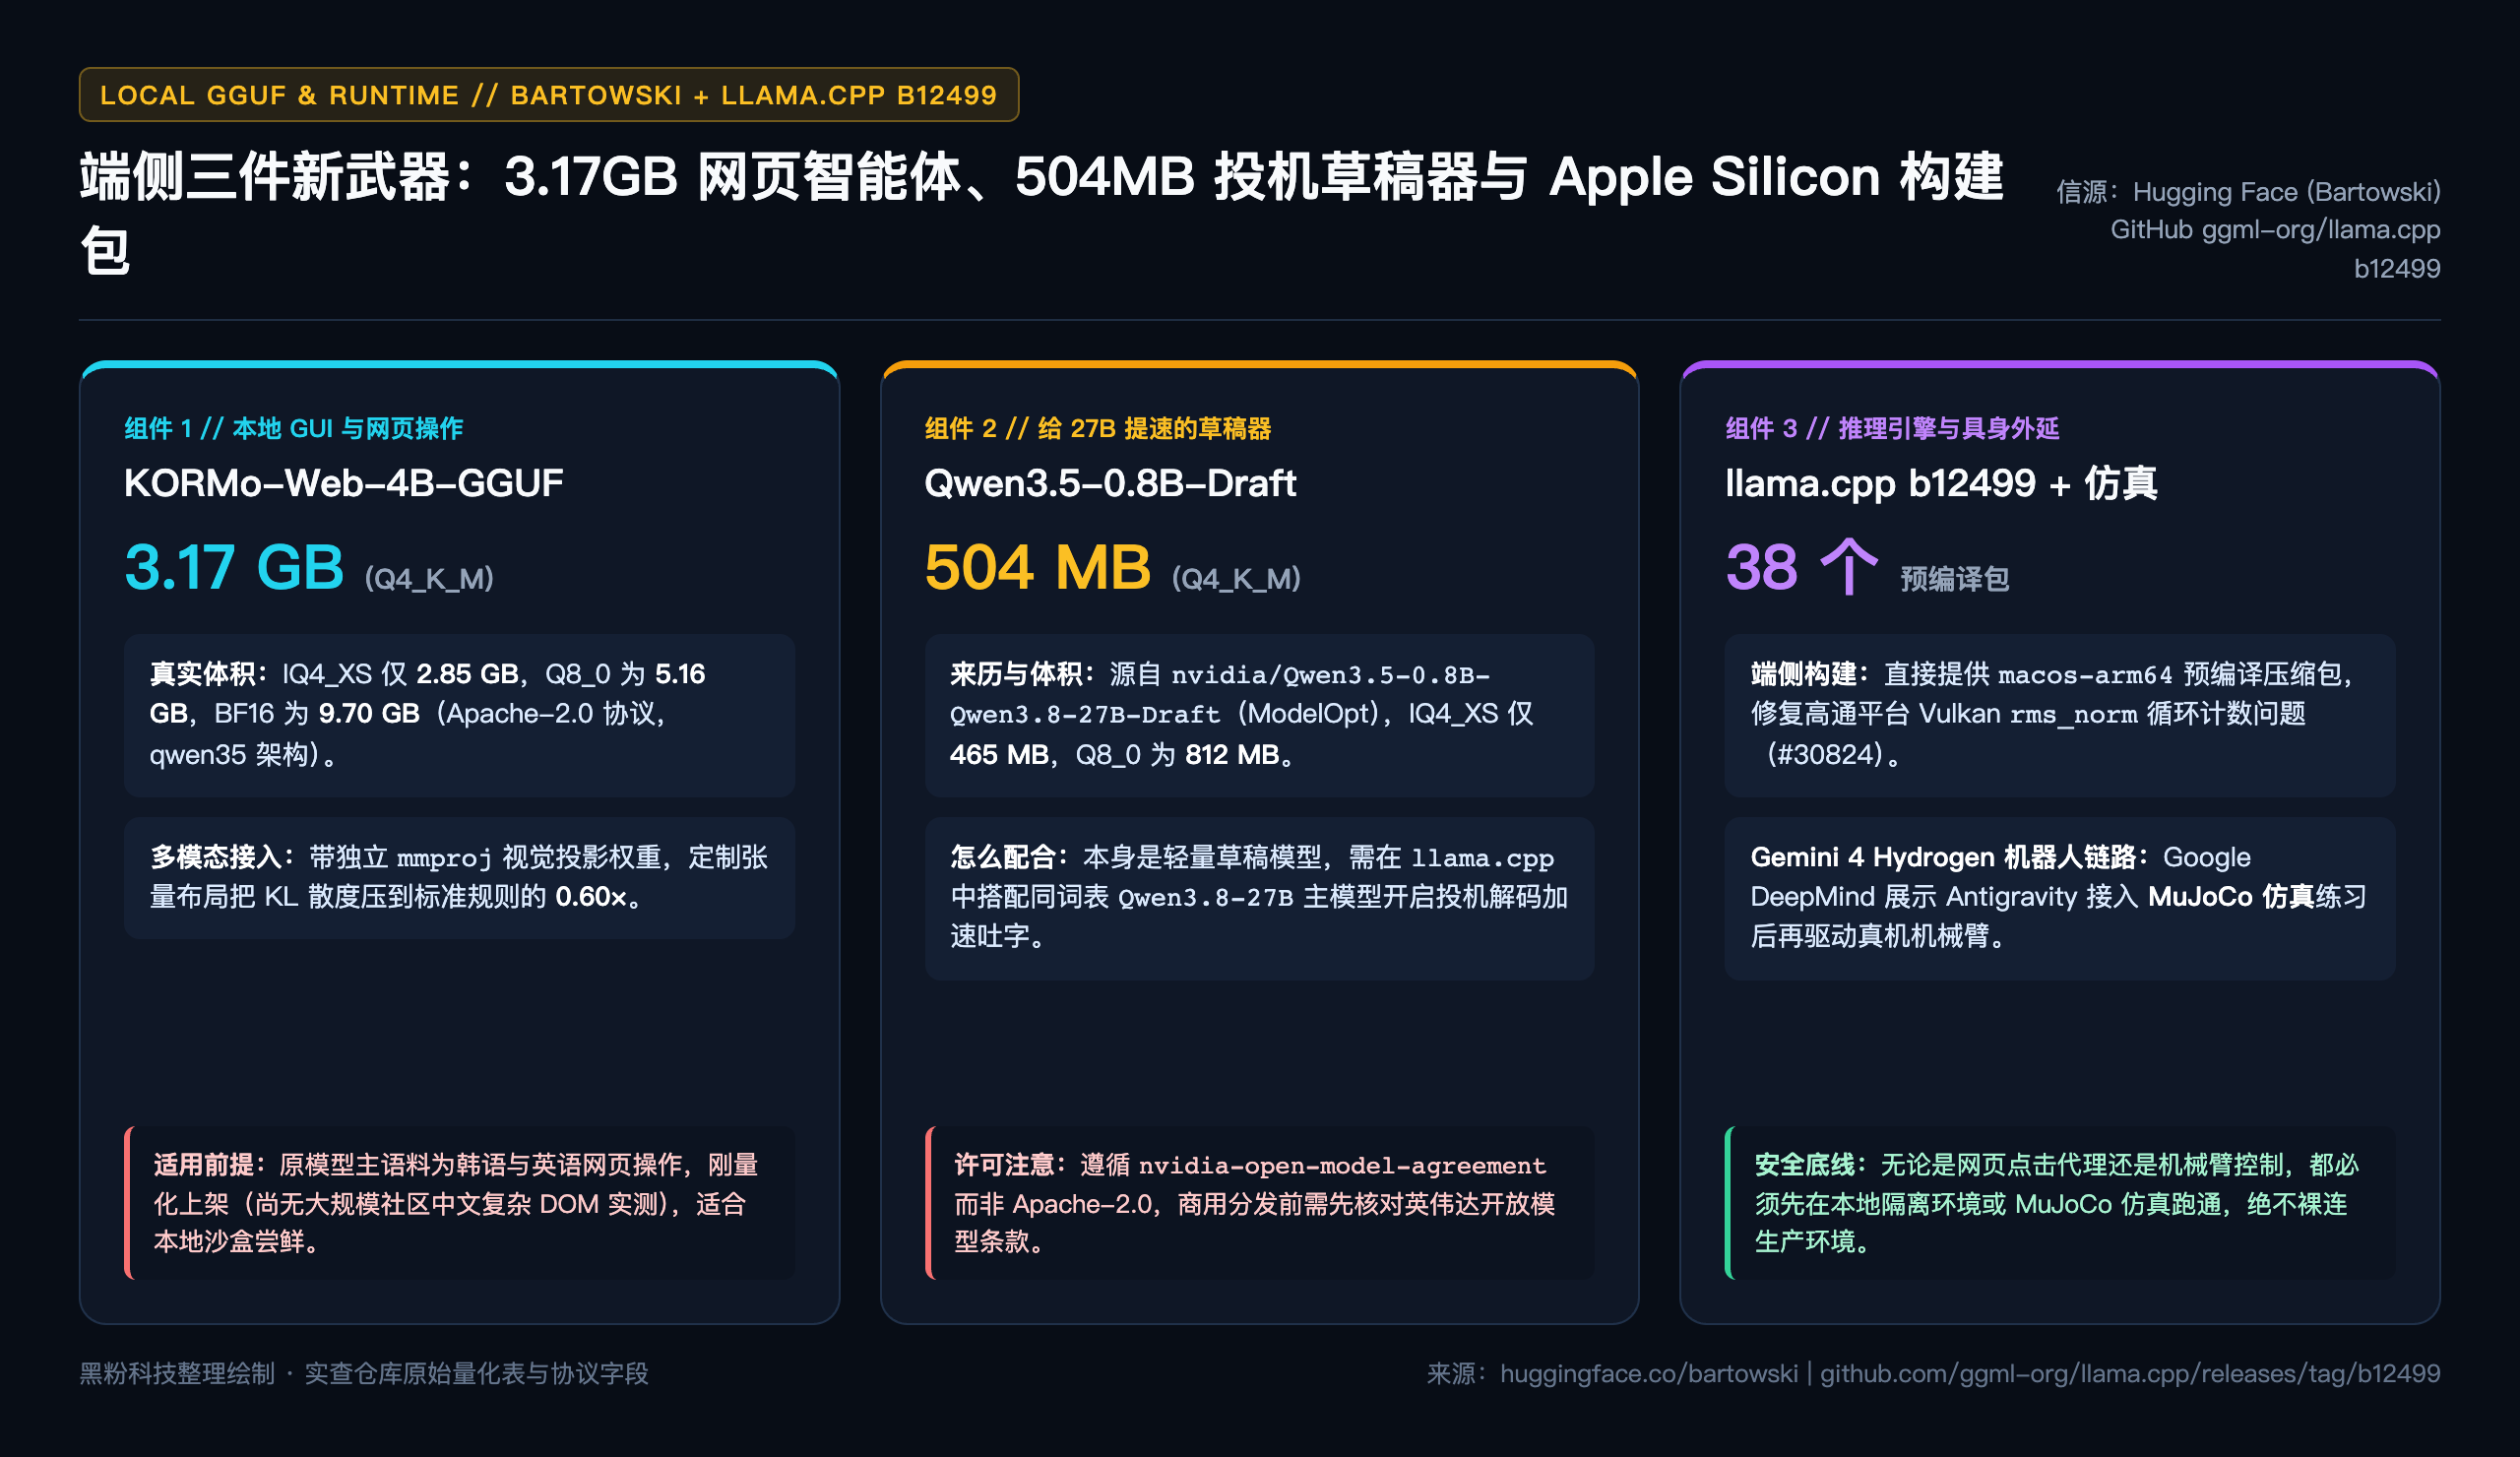 LOCAL GGUF & RUNTIME // BARTOWSKI + LLAMA.CPP B12499
端侧三件新武器：3.17GB 网页智能体、504MB 投机草稿器与 Apple Silicon 构建
包
信源：Hugging Face (Bartowski)
GitHub ggml-org/llama.cpp
b12499
组件 1 // 本地 GUI 与网页操作
KORMo-Web-4B-GGUF
3.17 GB (Q4_K_M)
真实体积：IQ4_XS 仅 2.85 GB，Q8_0 为 5.16
GB，BF16 为 9.70 GB（Apache-2.0 协议，
qwen35 架构）。
多模态接入：带独立 mmproj 视觉投影权重，定制张
量布局把 KL 散度压到标准规则的 0.60×。
适用前提：原模型主语料为韩语与英语网页操作，刚量
化上架（尚无大规模社区中文复杂 DOM 实测），适合
本地沙盒尝鲜。
组件 2 // 给 27B 提速的草稿器
Qwen3.5-0.8B-Draft
504 MB (Q4_K_M)
来历与体积：源自 nvidia/Qwen3.5-0.8B-
Qwen3.8-27B-Draft（ModelOpt），IQ4_XS 仅
465 MB，Q8_0 为 812 MB。
怎么配合：本身是轻量草稿模型，需在 llama.cpp
中搭配同词表 Qwen3.8-27B 主模型开启投机解码加
速吐字。
许可注意：遵循 nvidia-open-model-agreement
而非 Apache-2.0，商用分发前需先核对英伟达开放模
型条款。
组件 3 // 推理引擎与具身外延
llama.cpp b12499 + 仿真
38 个 预编译包
端侧构建：直接提供 macos-arm64 预编译压缩包，
修复高通平台 Vulkan rms_norm 循环计数问题
（#30824）。
Gemini 4 Hydrogen 机器人链路：Google
DeepMind 展示 Antigravity 接入 MuJoCo 仿真练习
后再驱动真机机械臂。
安全底线：无论是网页点击代理还是机械臂控制，都必
须先在本地隔离环境或 MuJoCo 仿真跑通，绝不裸连
生产环境。
黑粉科技整理绘制 · 实查仓库原始量化表与协议字段
来源：huggingface.co/bartowski | github.com/ggml-org/llama.cpp/releases/tag/b12499